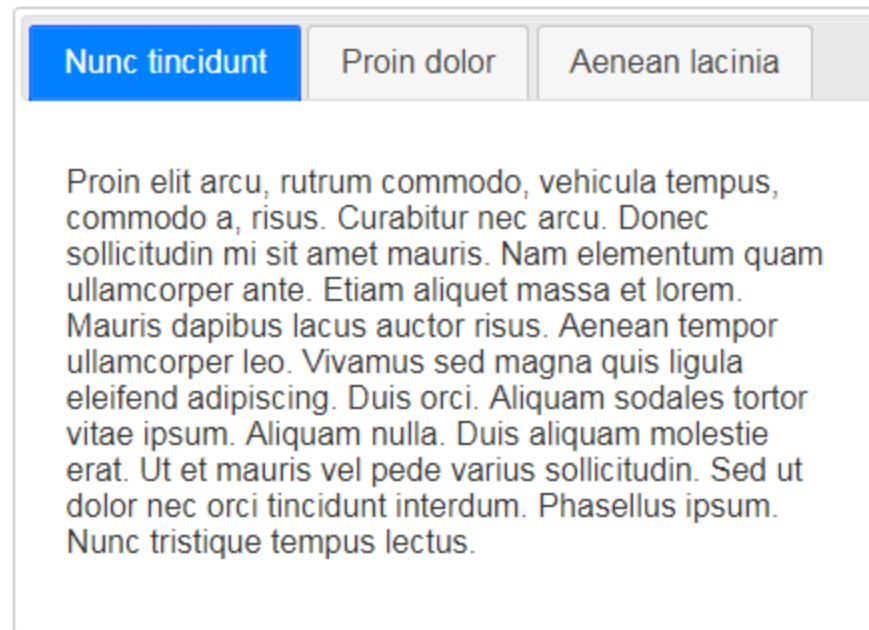 Nunc tincidunt
Proin dolor
Aenean lacinia
Proin elit arcu, rutrum commodo, vehicula tempus,
commodo a, risus. Curabitur nec arcu. Donec
sollicitudin mi sit amet mauris. Nam elementum quam
ullamcorper ante. Etiam aliquet massa et lorem.
Mauris dapibus lacus auctor risus. Aenean tempor
ullamcorper leo. Vivamus sed magna quis ligula
eleifend adipiscing. Duis orci. Aliquam sodales tortor
vitae ipsum. Aliquam nulla. Duis aliquam molestie
erat. Ut et mauris vel pede varius sollicitudin. Sed ut
dolor nec orci tincidunt interdum. Phasellus ipsum.
Nunc tristique tempus lectus.